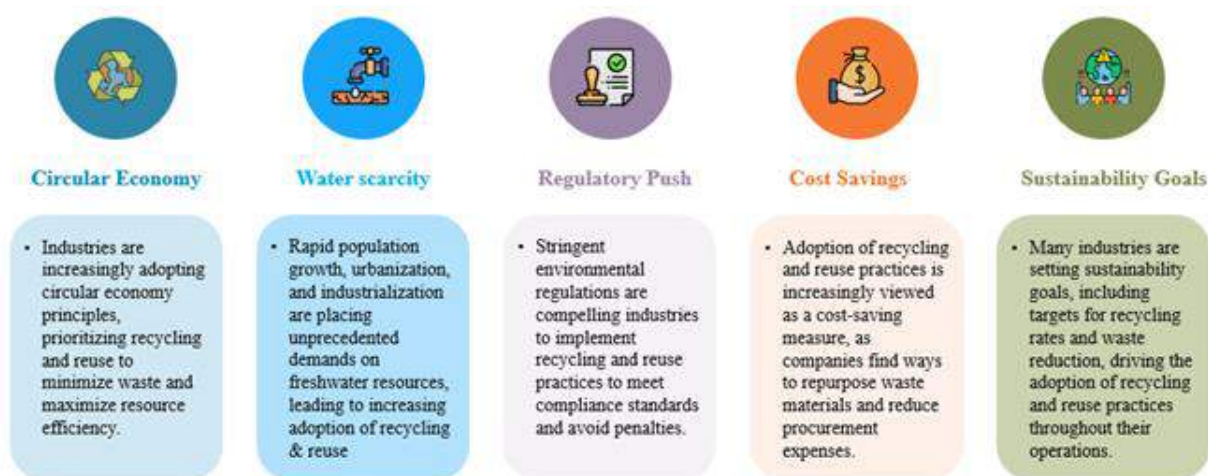 Circular Economy
Water scarcity
Regulatory Push
Cost Savings
Sustainability Goals
• Industries are
increasingly adopting
circular economy
principles,
prioritizing recycling
and reuse to
minimize waste and
maximize resource
efficiency.
• Rapid population
growth, urbanization,
and industrialization
are placing
unprecedented
demands on
freshwater resources,
leading to increasing
adoption of recycling
& reuse
• Stringent
environmental
regulations are
compelling industries
to implement
recycling and reuse
practices to meet
compliance standards
and avoid penalties.
• Adoption of recycling
and reuse practices is
increasingly viewed
as a cost-saving
measure, as
companies find ways
to repurpose waste
materials and reduce
procurement
expenses.
• Many industries are
setting sustainability
goals, including
targets for recycling
rates and waste
reduction, driving the
adoption of recycling
and reuse practices
throughout their
operations.